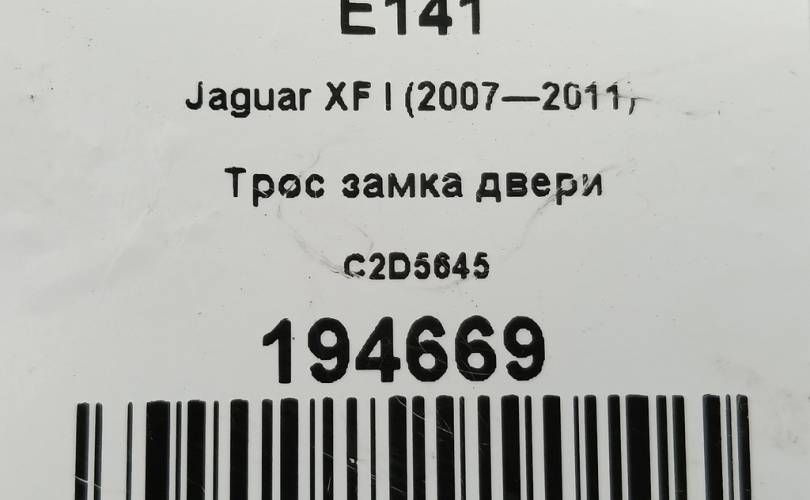 E141
Jaguar XF I (2007—2011)
Трос замка двери
C2D5645
194669